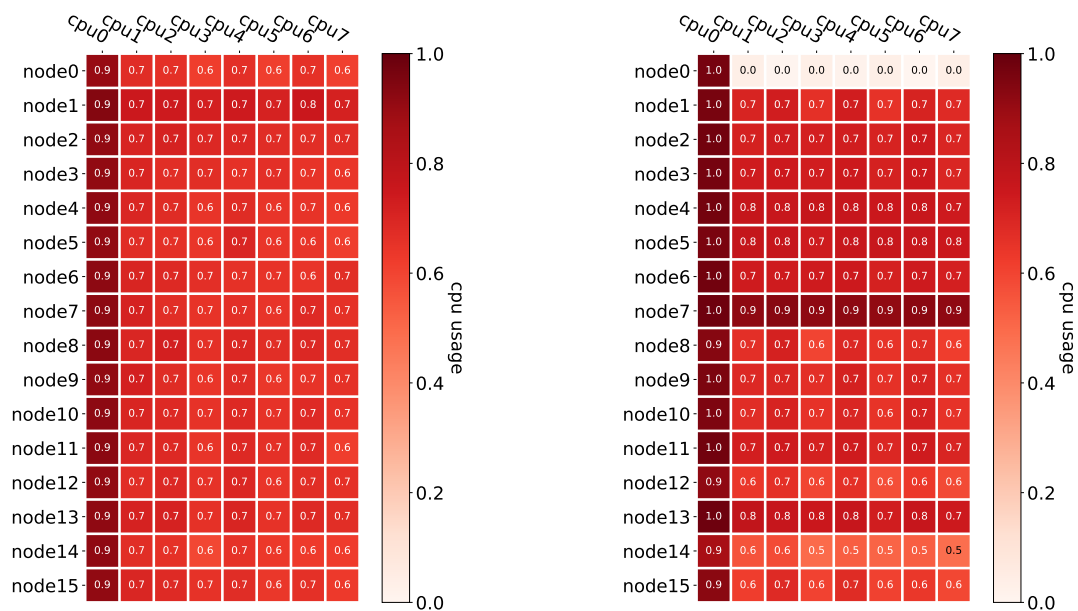 cpu0 cpu1 cpu2 cpu3 cpu4 cpu5 cpu6 cpu7
node0 0.9 0.7 0.7 0.6 0.7 0.6 0.7 0.6
node1 0.9 0.7 0.7 0.7 0.7 0.7 0.8 0.7
node2 0.9 0.7 0.7 0.7 0.7 0.7 0.7 0.7
node3 0.9 0.7 0.7 0.7 0.7 0.7 0.7 0.6
node4 0.9 0.7 0.7 0.6 0.7 0.6 0.7 0.6
node5 0.9 0.7 0.7 0.6 0.7 0.6 0.6 0.6
node6 0.9 0.7 0.7 0.7 0.7 0.7 0.6 0.7
node7 0.9 0.7 0.7 0.7 0.7 0.6 0.7 0.7
node8 0.9 0.7 0.7 0.7 0.7 0.7 0.7 0.7
node9 0.9 0.7 0.7 0.6 0.7 0.6 0.7 0.7
node10 0.9 0.7 0.7 0.7 0.7 0.7 0.7 0.7
node11 0.9 0.7 0.7 0.6 0.7 0.7 0.7 0.6
node12 0.9 0.7 0.7 0.7 0.7 0.6 0.7 0.7
node13 0.9 0.7 0.7 0.7 0.7 0.7 0.7 0.7
node14 0.9 0.7 0.7 0.6 0.7 0.6 0.6 0.6
node15 0.9 0.7 0.7 0.7 0.7 0.6 0.7 0.6
1.0
0.8
0.6
0.4
0.2
0.0
cpu usage
cpu0 cpu1 cpu2 cpu3 cpu4 cpu5 cpu6 cpu7
node0 1.0 0.0 0.0 0.0 0.0 0.0 0.0 0.0
node1 1.0 0.7 0.7 0.7 0.7 0.7 0.7 0.7
node2 1.0 0.7 0.7 0.7 0.7 0.7 0.7 0.7
node3 1.0 0.7 0.7 0.7 0.7 0.7 0.7 0.7
node4 1.0 0.8 0.8 0.8 0.8 0.8 0.8 0.7
node5 1.0 0.8 0.8 0.7 0.8 0.8 0.8 0.8
node6 1.0 0.7 0.7 0.7 0.7 0.7 0.7 0.7
node7 1.0 0.9 0.9 0.9 0.9 0.9 0.9 0.9
node8 0.9 0.7 0.7 0.6 0.7 0.6 0.7 0.6
node9 1.0 0.7 0.7 0.7 0.7 0.7 0.7 0.7
node10 1.0 0.7 0.7 0.7 0.7 0.6 0.7 0.7
node11 1.0 0.7 0.7 0.7 0.7 0.7 0.7 0.7
node12 0.9 0.6 0.7 0.6 0.6 0.6 0.6 0.6
node13 1.0 0.8 0.8 0.8 0.8 0.7 0.8 0.7
node14 0.9 0.6 0.6 0.5 0.5 0.5 0.5 0.5
node15 0.9 0.6 0.7 0.6 0.7 0.6 0.6 0.6
1.0
0.8
0.6
0.4
0.2
0.0
cpu usage